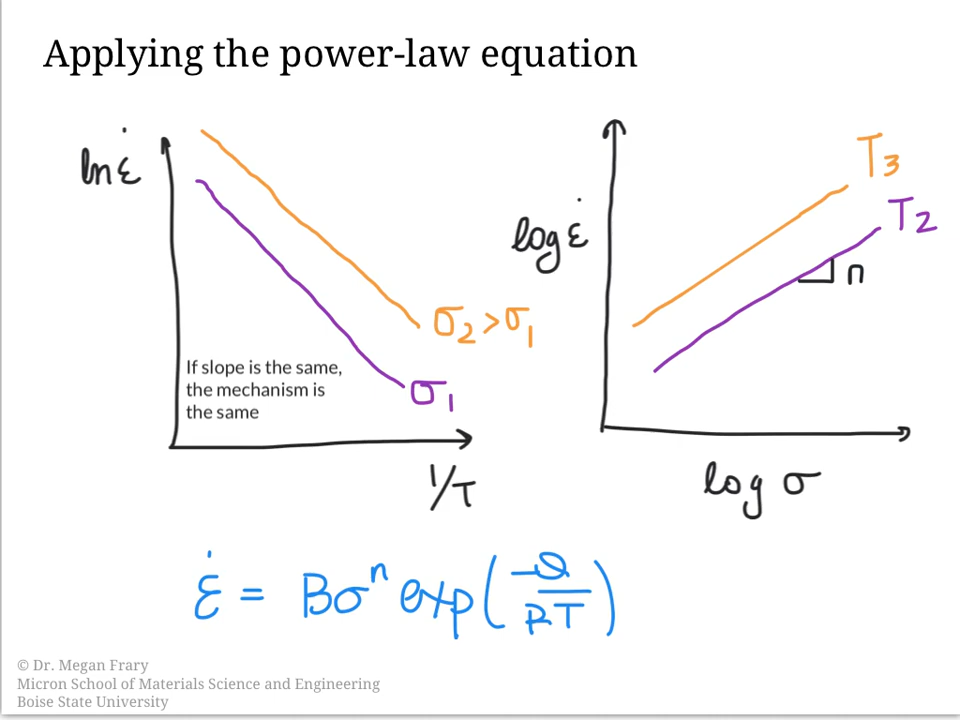 Applying the power-law equation
ln ε̇
σ₂ > σ₁
If slope is the same,
the mechanism is
the same
σ₁
1/T
T₃
T₂
log ε̇
n
log σ
ε̇ = Bσⁿ exp(-Q/RT)
© Dr. Megan Frary
Micron School of Materials Science and Engineering
Boise State University